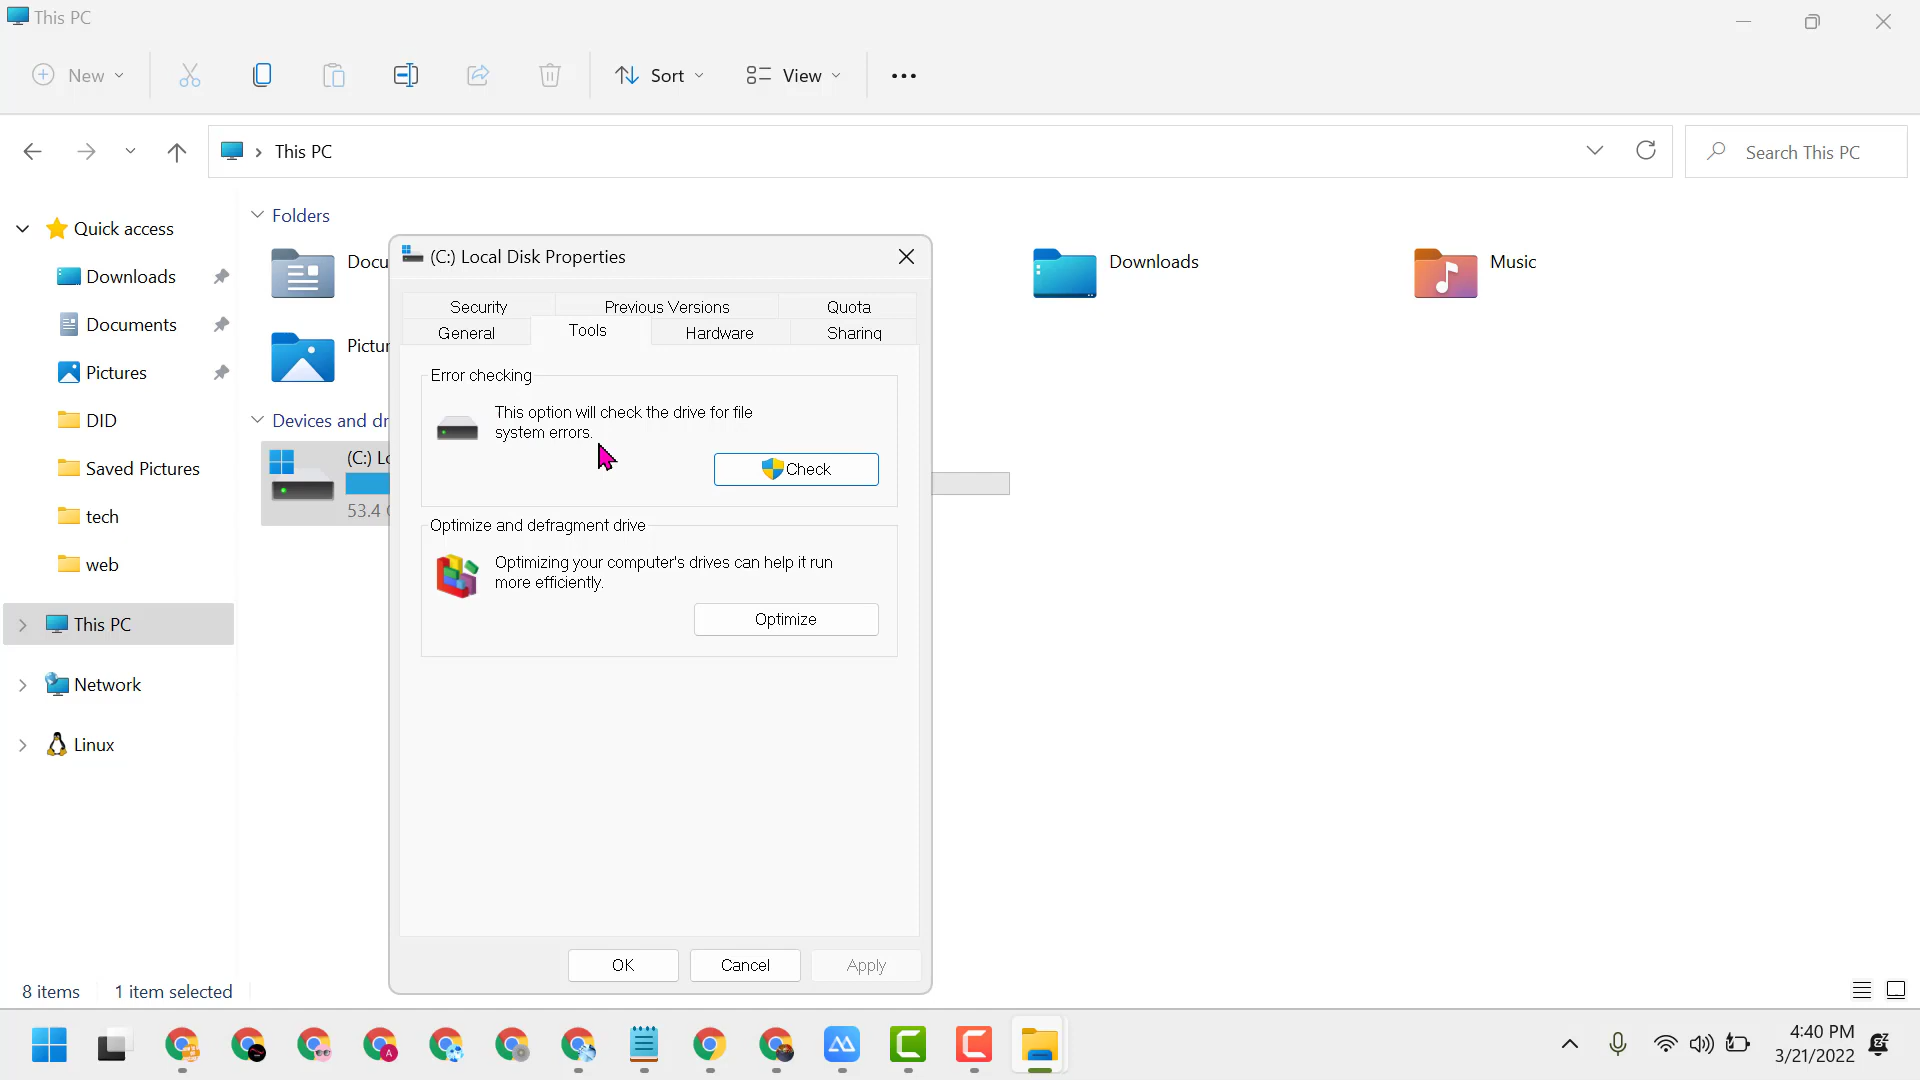 This PC
New
Sort
View
This PC
Search This PC
Quick access
Downloads
Documents
Pictures
DID
Saved Pictures
tech
web
This PC
Network
Linux
Folders
Docu
Pictur
Downloads
Music
Devices and dr
(C:) Lo
53.4
(C:) Local Disk Properties
Security
Previous Versions
Quota
General
Tools
Hardware
Sharing
Error checking
This option will check the drive for file
system errors.
Check
Optimize and defragment drive
Optimizing your computer's drives can help it run
more efficiently.
Optimize
OK
Cancel
Apply
8 items
1 item selected
A
4:40 PM
3/21/2022